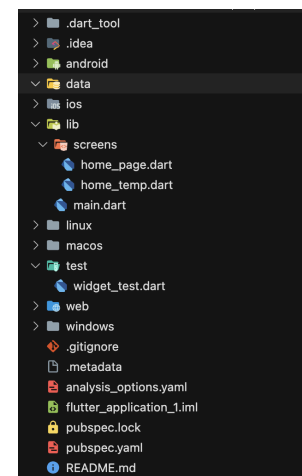 .dart_tool
.idea
android
data
ios
lib
screens
home_page.dart
home_temp.dart
main.dart
linux
macos
test
widget_test.dart
web
windows
.gitignore
.metadata
analysis_options.yaml
flutter_application_1.iml
pubspec.lock
pubspec.yaml
README.md